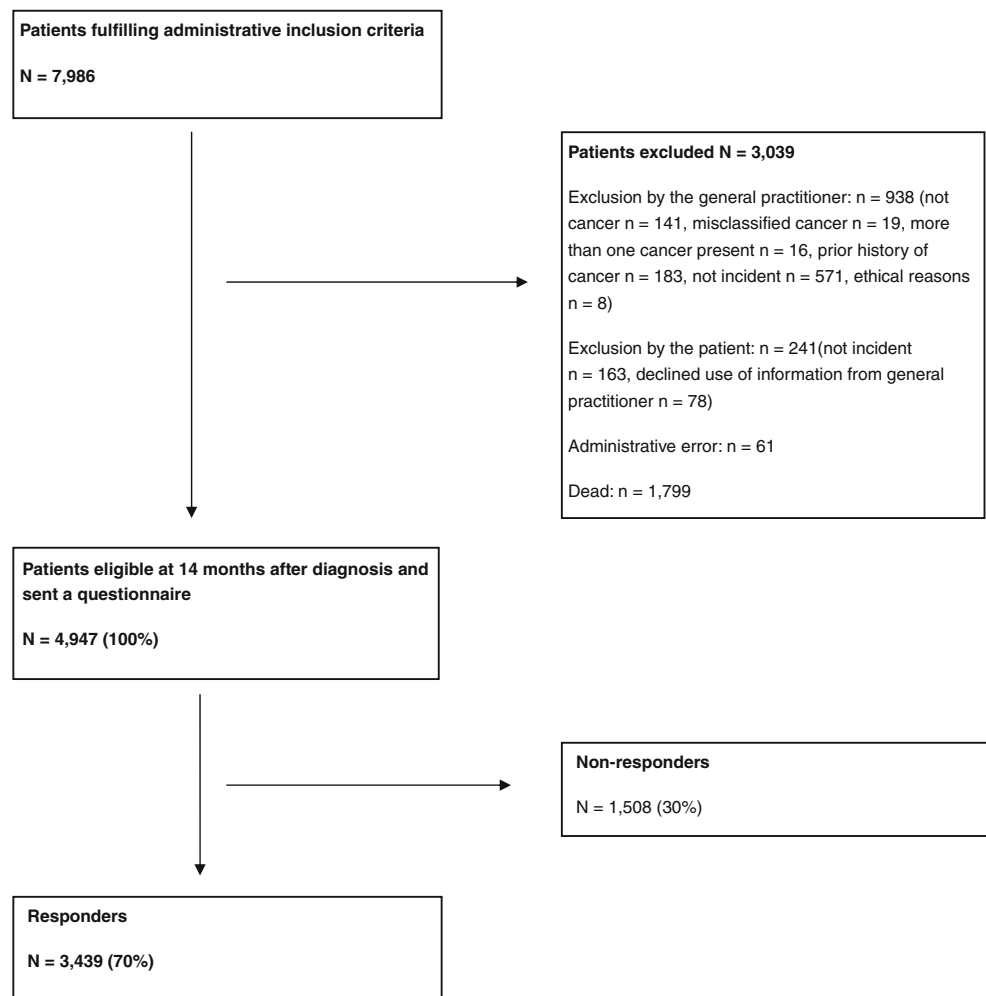 Patients fulfilling administrative inclusion criteria
N = 7,986
Patients excluded N = 3,039
Exclusion by the general practitioner: n = 938 (not
cancer n = 141, misclassified cancer n = 19, more
than one cancer present n = 16, prior history of
cancer n = 183, not incident n = 571, ethical reasons
n = 8)
Exclusion by the patient: n = 241(not incident
n = 163, declined use of information from general
practitioner n = 78)
Administrative error: n = 61
Dead: n = 1,799
Patients eligible at 14 months after diagnosis and
sent a questionnaire
N = 4,947 (100%)
Non-responders
N = 1,508 (30%)
Responders
N = 3,439 (70%)